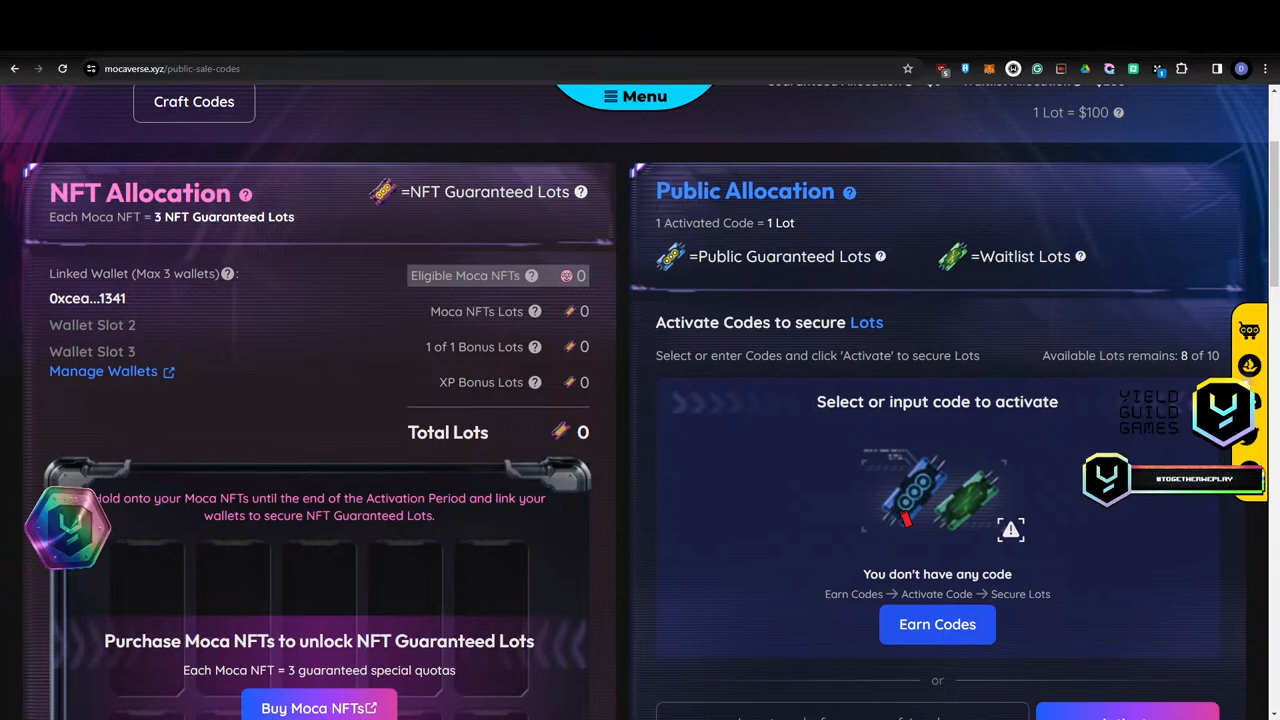 mocaverse.xyz/public-sale-codes
Craft Codes
Menu
1 Lot = $100
NFT Allocation
=NFT Guaranteed Lots
Each Moca NFT = 3 NFT Guaranteed Lots
Linked Wallet (Max 3 wallets) :
0xcea...1341
Wallet Slot 2
Wallet Slot 3
Manage Wallets
Eligible Moca NFTs 0
Moca NFTs Lots 0
1 of 1 Bonus Lots 0
XP Bonus Lots 0
Total Lots 0
Hold onto your Moca NFTs until the end of the Activation Period and link your
wallets to secure NFT Guaranteed Lots.
Purchase Moca NFTs to unlock NFT Guaranteed Lots
Each Moca NFT = 3 guaranteed special quotas
Buy Moca NFTs
Public Allocation
1 Activated Code = 1 Lot
=Public Guaranteed Lots
=Waitlist Lots
Activate Codes to secure Lots
Select or enter Codes and click 'Activate' to secure Lots
Available Lots remains: 8 of 10
Select or input code to activate
You don't have any code
Earn Codes → Activate Code → Secure Lots
Earn Codes
or
YIELD
GUILD
GAMES
#TOGETHERWEPLAY